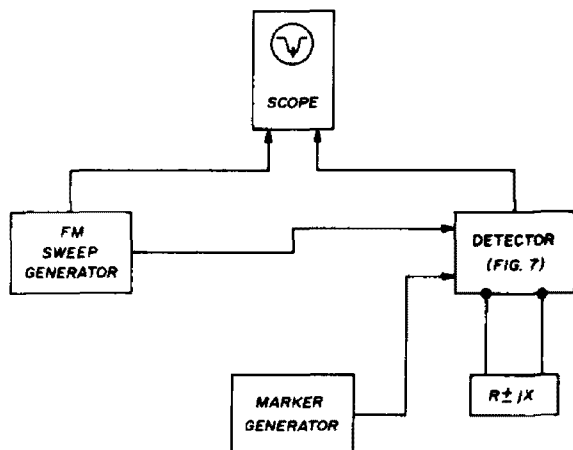 SCOPE
FM
SWEEP
GENERATOR
DETECTOR
(FIG. 7)
MARKER
GENERATOR
R ± jX